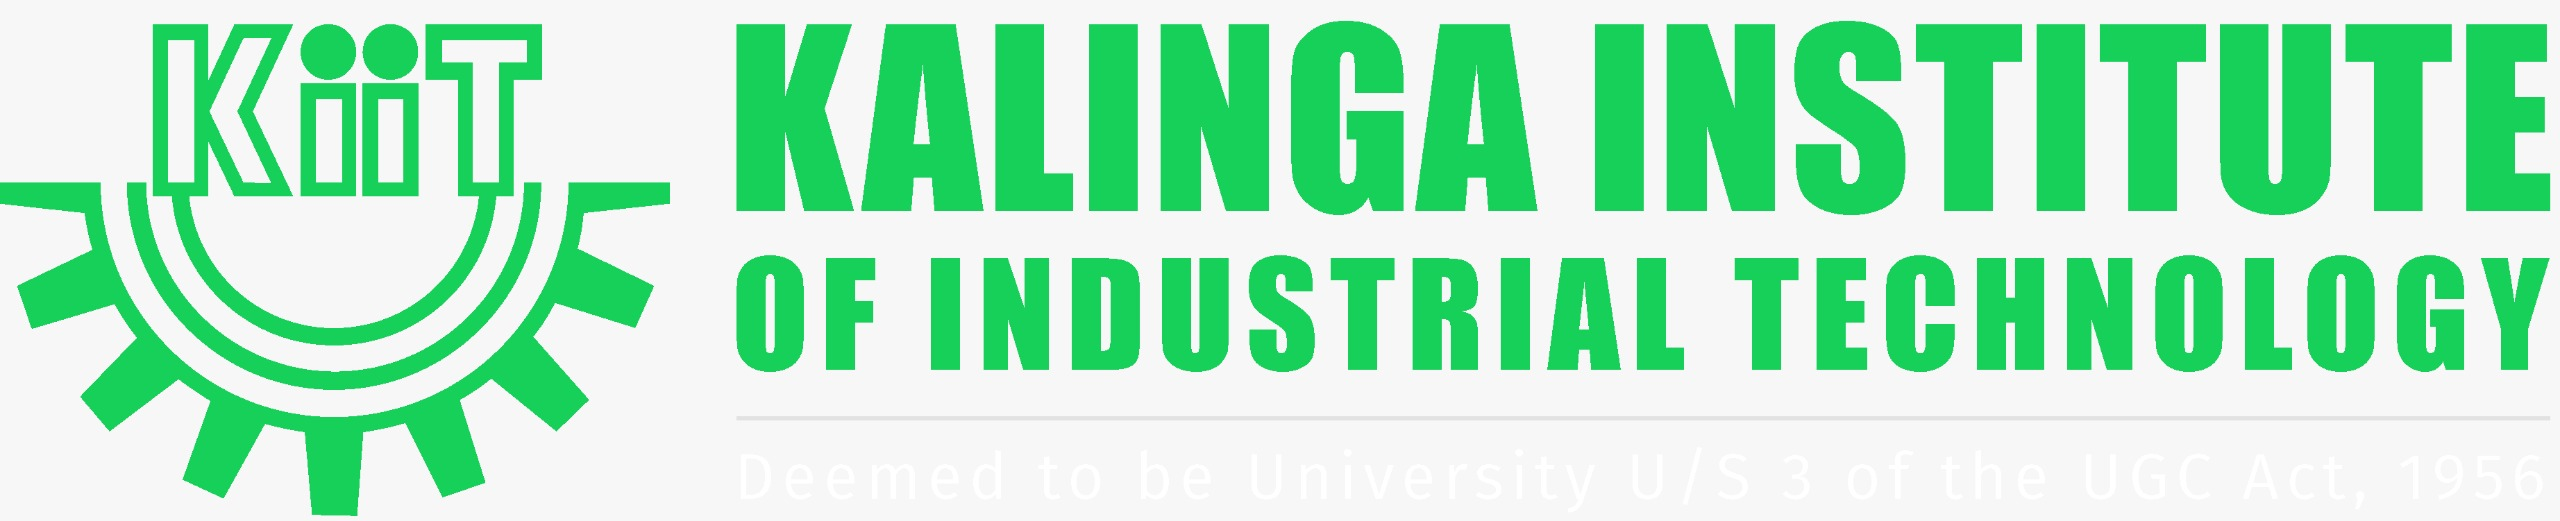 KiiT
KALINGA INSTITUTE
OF INDUSTRIAL TECHNOLOGY
Deemed to be University U/S 3 of the UGC Act, 1956